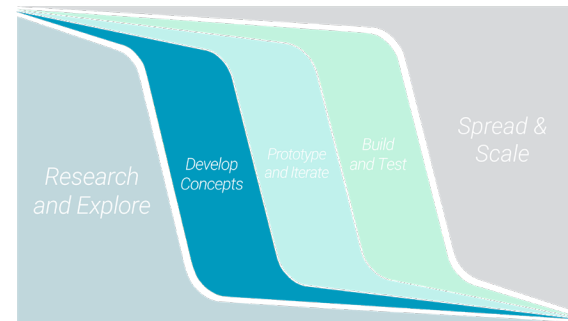 Research
and Explore
Develop
Concepts
Prototype
and Iterate
Build
and Test
Spread &
Scale